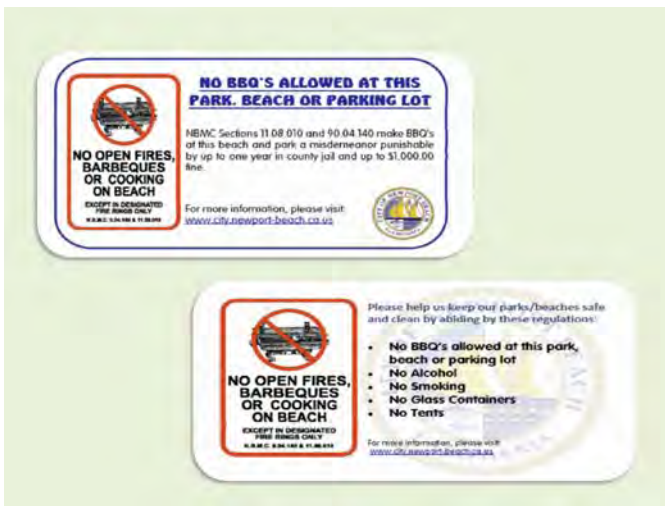 NO BBQ'S ALLOWED AT THIS
PARK, BEACH OR PARKING LOT
NBMC Sections 11.08.010 and 90.04.140 make BBQ's
at this beach and park a misdemeanor punishable
by up to one year in county jail and up to $1,000.00
fine.
For more information, please visit:
www.city.newport-beach.ca.us
NO OPEN FIRES,
BARBEQUES
OR COOKING
ON BEACH
EXCEPT IN DESIGNATED
FIRE RINGS ONLY
CITY OF NEWPORT BEACH
CALIFORNIA
Please help us keep our parks/beaches safe
and clean by abiding by these regulations:
• No BBQ's allowed at this park,
beach or parking lot
• No Alcohol
• No Smoking
• No Glass Containers
• No Tents
For more information, please visit:
www.city.newport-beach.ca.us
NO OPEN FIRES,
BARBEQUES
OR COOKING
ON BEACH
EXCEPT IN DESIGNATED
FIRE RINGS ONLY